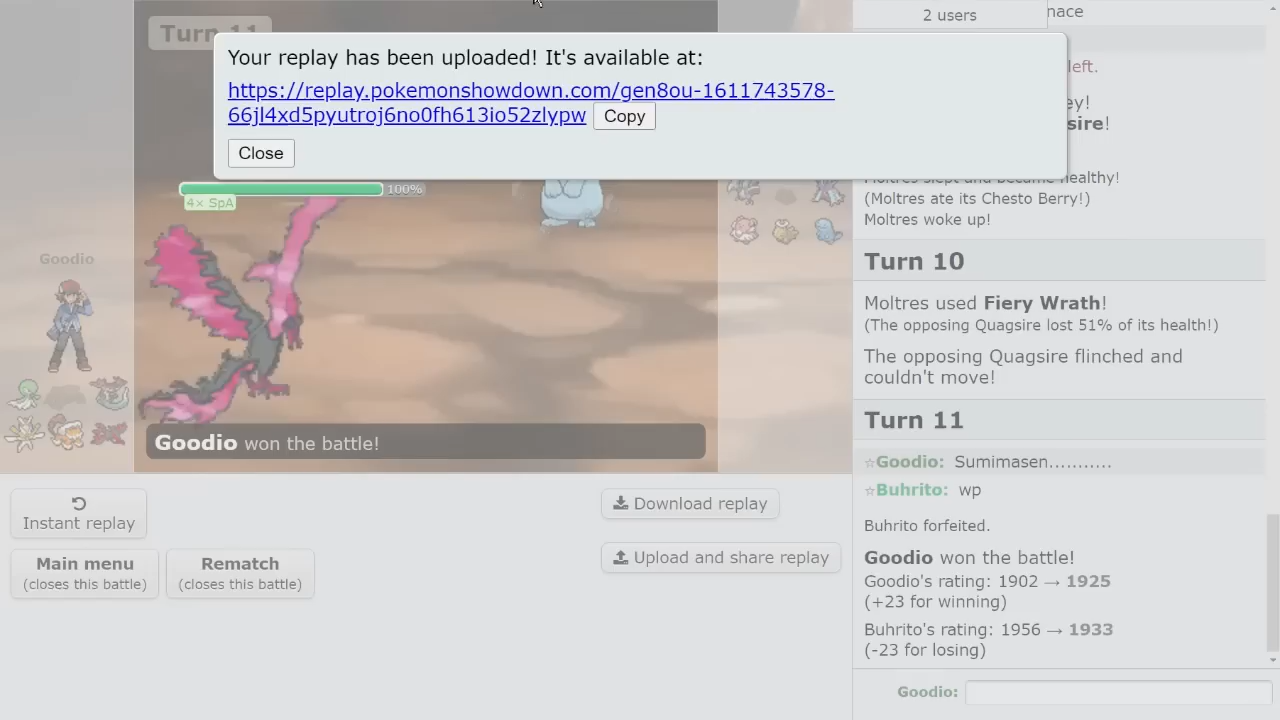 Turn 11
Your replay has been uploaded! It's available at:
https://replay.pokemonshowdown.com/gen8ou-1611743578-
66jl4xd5pyutroj6no0fh613io52zlypw Copy
Close
100%
4× SpA
Goodio
Goodio won the battle!
Instant replay
Download replay
Upload and share replay
Main menu
(closes this battle)
Rematch
(closes this battle)
2 users
left.
Moltres slept and became healthy!
(Moltres ate its Chesto Berry!)
Moltres woke up!
Turn 10
Moltres used Fiery Wrath!
(The opposing Quagsire lost 51% of its health!)
The opposing Quagsire flinched and
couldn't move!
Turn 11
☆Goodio: Sumimasen...........
☆Buhrito: wp
Buhrito forfeited.
Goodio won the battle!
Goodio's rating: 1902 → 1925
(+23 for winning)
Buhrito's rating: 1956 → 1933
(-23 for losing)
Goodio: